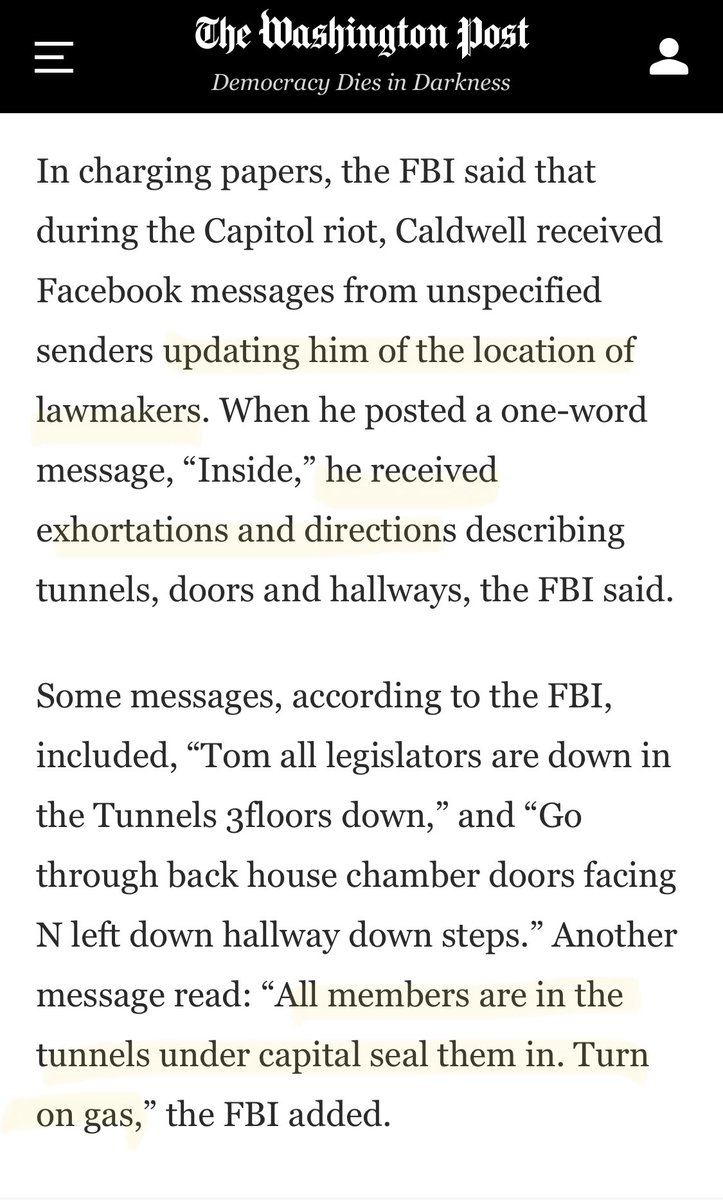 The Washington Post
Democracy Dies in Darkness
In charging papers, the FBI said that
during the Capitol riot, Caldwell received
Facebook messages from unspecified
senders updating him of the location of
lawmakers. When he posted a one-word
message, “Inside,” he received
exhortations and directions describing
tunnels, doors and hallways, the FBI said.
Some messages, according to the FBI,
included, “Tom all legislators are down in
the Tunnels 3floors down,” and “Go
through back house chamber doors facing
N left down hallway down steps.” Another
message read: “All members are in the
tunnels under capital seal them in. Turn
on gas,” the FBI added.